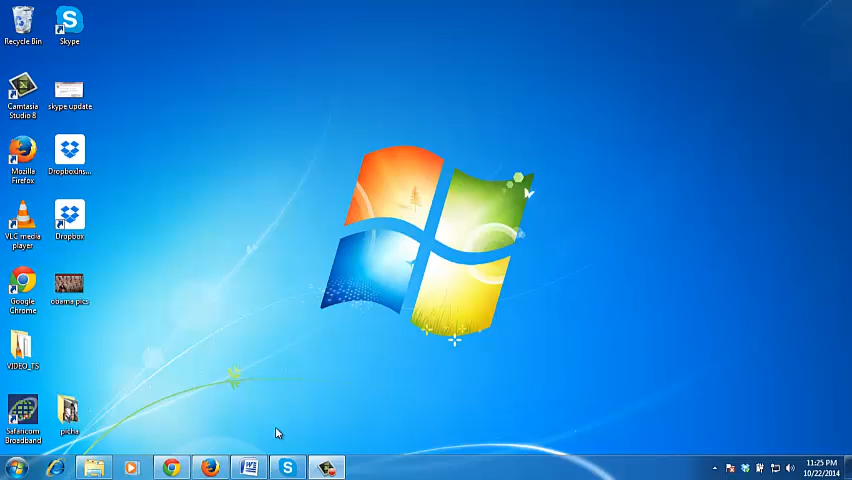 Recycle Bin
Skype
Camtasia
Studio 8
skype update
Mozilla
Firefox
DropboxIns...
VLC media
player
Dropbox
Google
Chrome
obama pics
VIDEO_TS
Safaricom
Broadband
picha
11:25 PM
10/22/2014